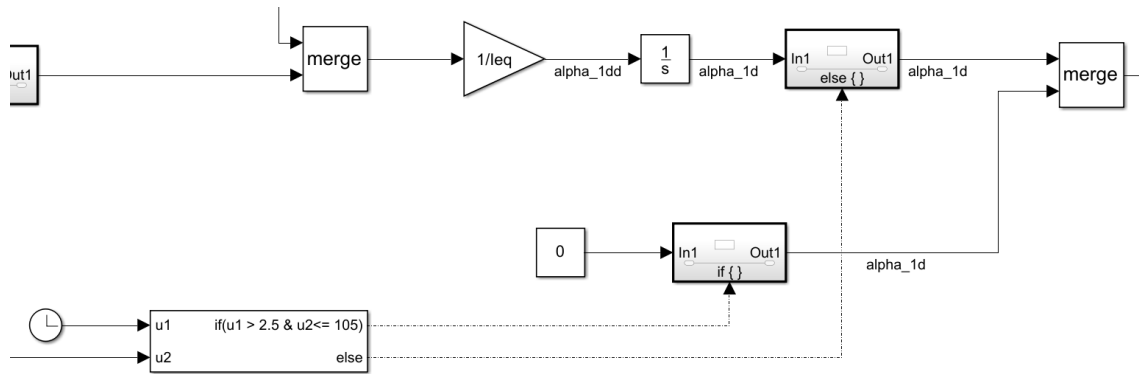 Out1
merge
1/Ieq
alpha_1dd
1
s
alpha_1d
In1
Out1
else { }
alpha_1d
merge
0
In1
Out1
if { }
alpha_1d
u1
if(u1 > 2.5 & u2<= 105)
u2
else